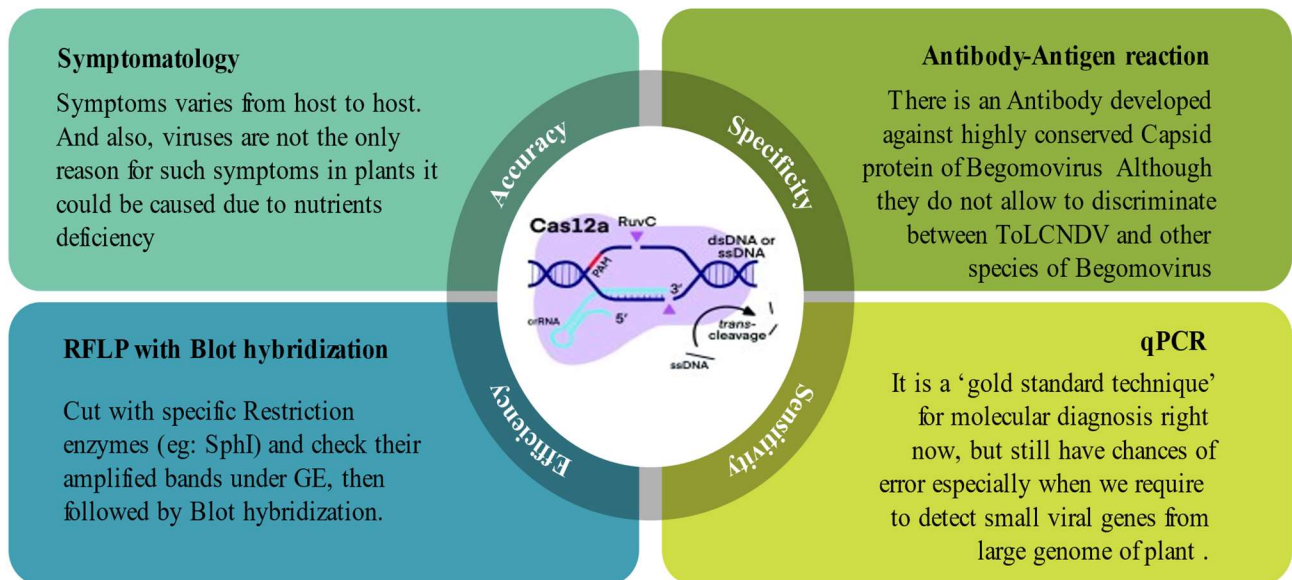 Symptomatology
Symptoms varies from host to host.
And also, viruses are not the only
reason for such symptoms in plants it
could be caused due to nutrients
deficiency
Antibody-Antigen reaction
There is an Antibody developed
against highly conserved Capsid
protein of Begomovirus Although
they do not allow to discriminate
between ToLCNDV and other
species of Begomovirus
Accuracy
Specificity
Cas12a
RuvC
dsDNA or
ssDNA
PAM
3'
5'
crRNA
trans-
cleavage
ssDNA
Efficiency
Sensitivity
RFLP with Blot hybridization
Cut with specific Restriction
enzymes (eg: SphI) and check their
amplified bands under GE, then
followed by Blot hybridization.
qPCR
It is a ‘gold standard technique’
for molecular diagnosis right
now, but still have chances of
error especially when we require
to detect small viral genes from
large genome of plant .